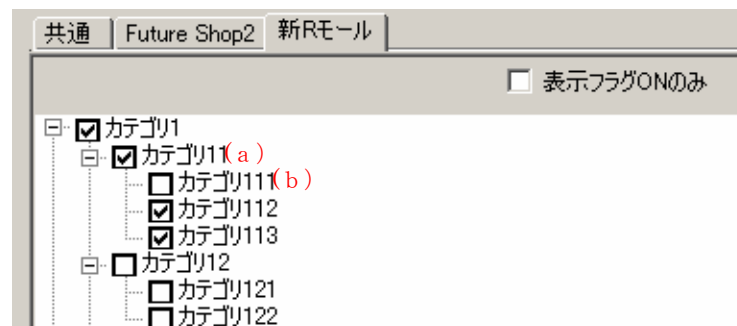 共通 Future Shop2 新Rモール
表示フラグONのみ
カテゴリ1
カテゴリ11(a)
カテゴリ111(b)
カテゴリ112
カテゴリ113
カテゴリ12
カテゴリ121
カテゴリ122